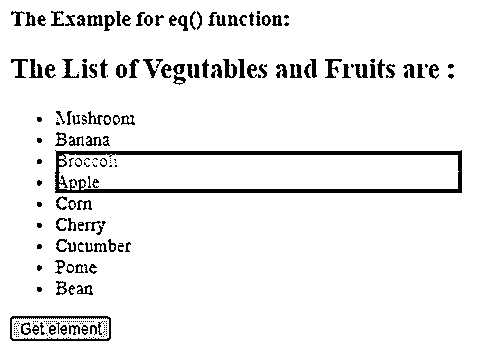 The Example for eq() function:
The List of Vegutables and Fruits are :
Mushroom
Banana
Broccoli
Apple
Corn
Cherry
Cucumber
Pome
Bean
Get element